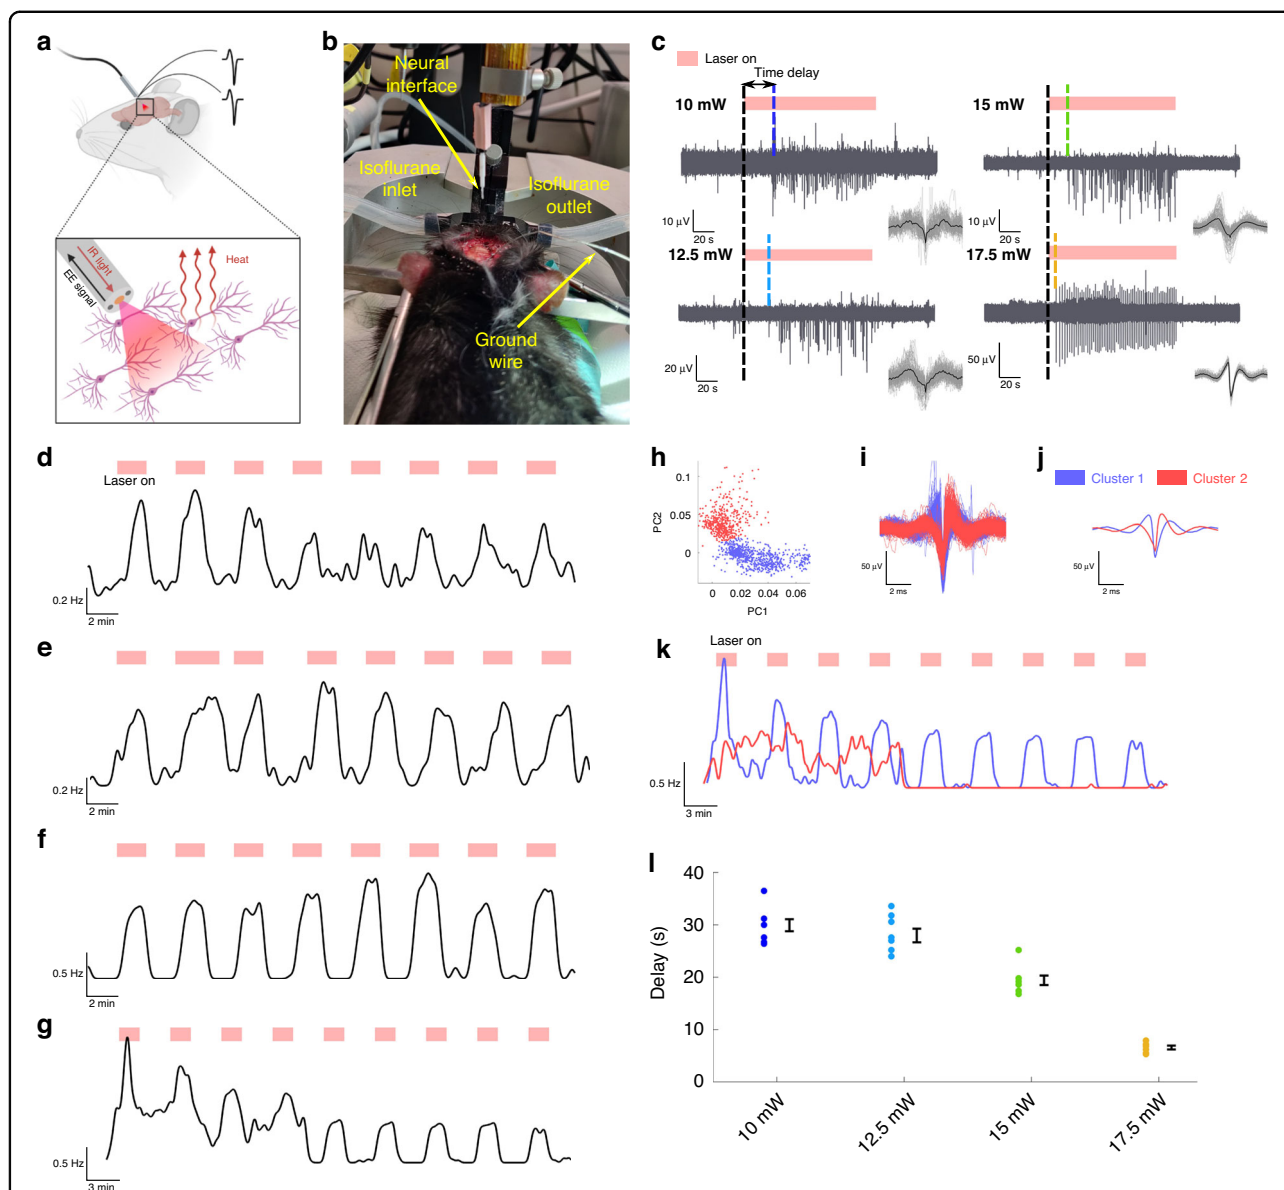 a
b
c
Laser on
Time delay
10 mW
15 mW
10 µV
20 s
10 µV
20 s
12.5 mW
17.5 mW
20 µV
20 s
50 µV
20 s
IR light
EE signal
Heat
Neural
interface
Isoflurane
inlet
Isoflurane
outlet
Ground
wire
d
Laser on
0.2 Hz
2 min
e
0.2 Hz
2 min
f
0.5 Hz
2 min
g
0.5 Hz
3 min
h
0.1
0.05
0
PC2
0 0.02 0.04 0.06
PC1
i
50 µV
2 ms
j
Cluster 1
Cluster 2
50 µV
2 ms
k
Laser on
0.5 Hz
3 min
l
40
30
20
10
0
Delay (s)
10 mW
12.5 mW
15 mW
17.5 mW